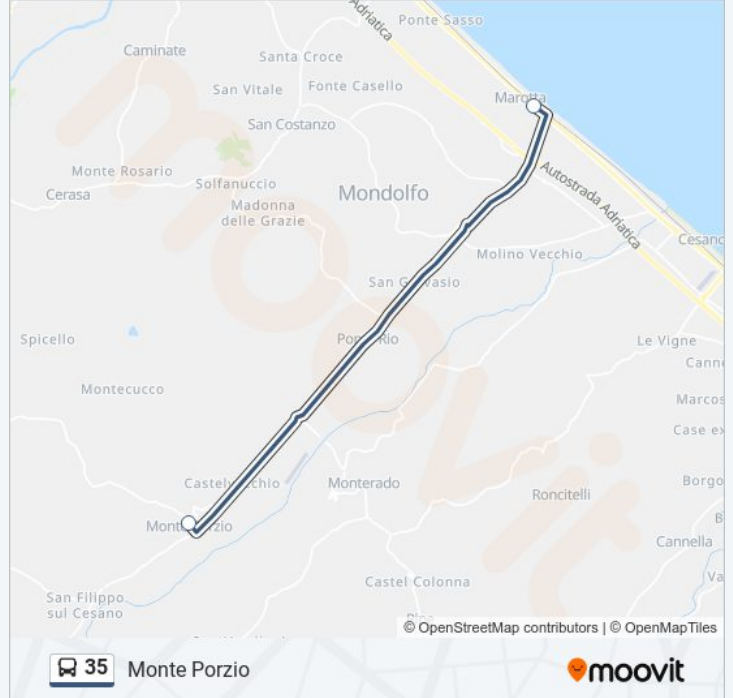 Adriatica
Ponte Sasso
Caminate
Santa Croce
San Vitale
Fonte Casello
Marotta
San Costanzo
Monte Rosario
Solfanuccio
Cerasa
Mondolfo
Autostrada Adriatica
Madonna
delle Grazie
Cesano
Molino Vecchio
San Gervasio
Spicello
Ponte Rio
Le Vigne
Montecucco
Marcos
Case ex
Castelvecchio
Monterado
Roncitelli
Borgo
Monte Porzio
Cannella
Castel Colonna
San Filippo
sul Cesano
© OpenStreetMap contributors | © OpenMapTiles
35 Monte Porzio
moovit
moovit